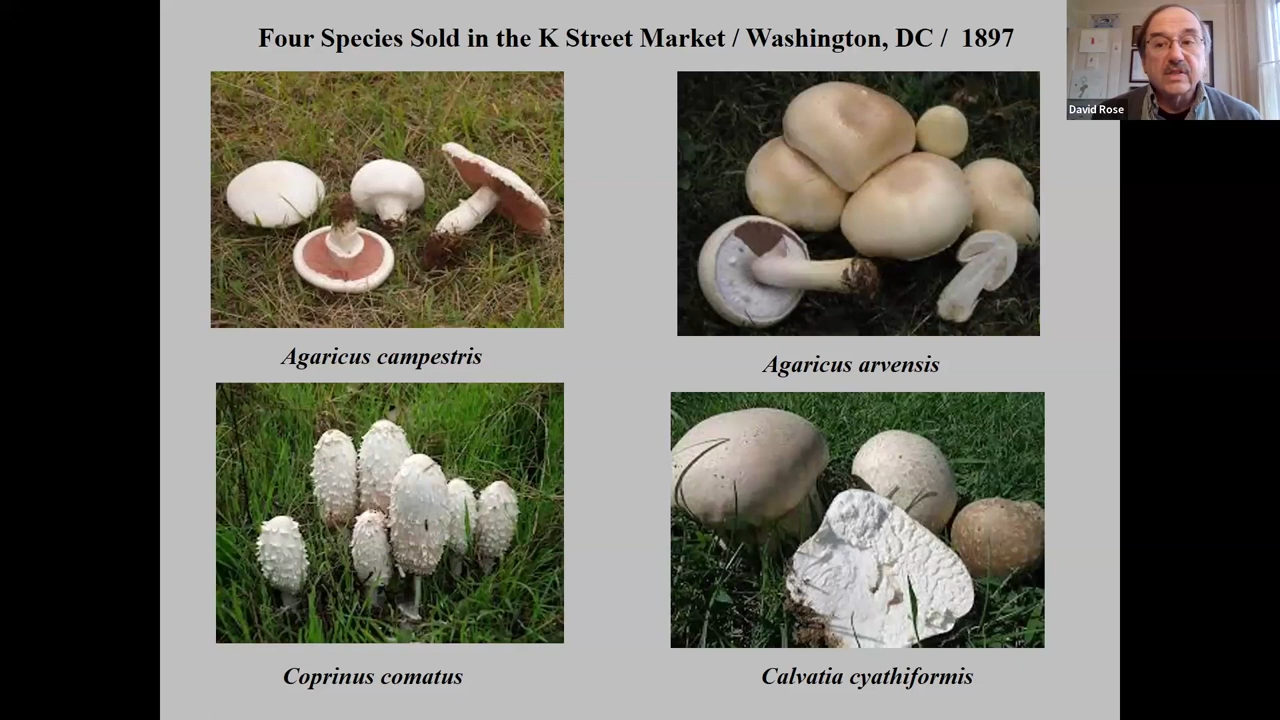 Four Species Sold in the K Street Market / Washington, DC / 1897
David Rose
Agaricus campestris
Agaricus arvensis
Coprinus comatus
Calvatia cyathiformis